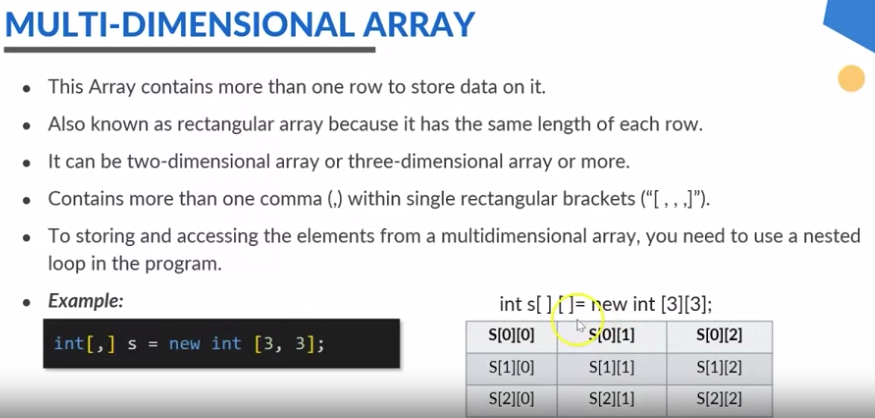 MULTI-DIMENSIONAL ARRAY
• This Array contains more than one row to store data on it.
• Also known as rectangular array because it has the same length of each row.
• It can be two-dimensional array or three-dimensional array or more.
• Contains more than one comma (,) within single rectangular brackets (“[ , , ,]”).
• To storing and accessing the elements from a multidimensional array, you need to use a nested
loop in the program.
• Example:
int[,] s = new int [3, 3];
int s[ ] [ ]= new int [3][3];
S[0][0] S[0][1] S[0][2]
S[1][0] S[1][1] S[1][2]
S[2][0] S[2][1] S[2][2]